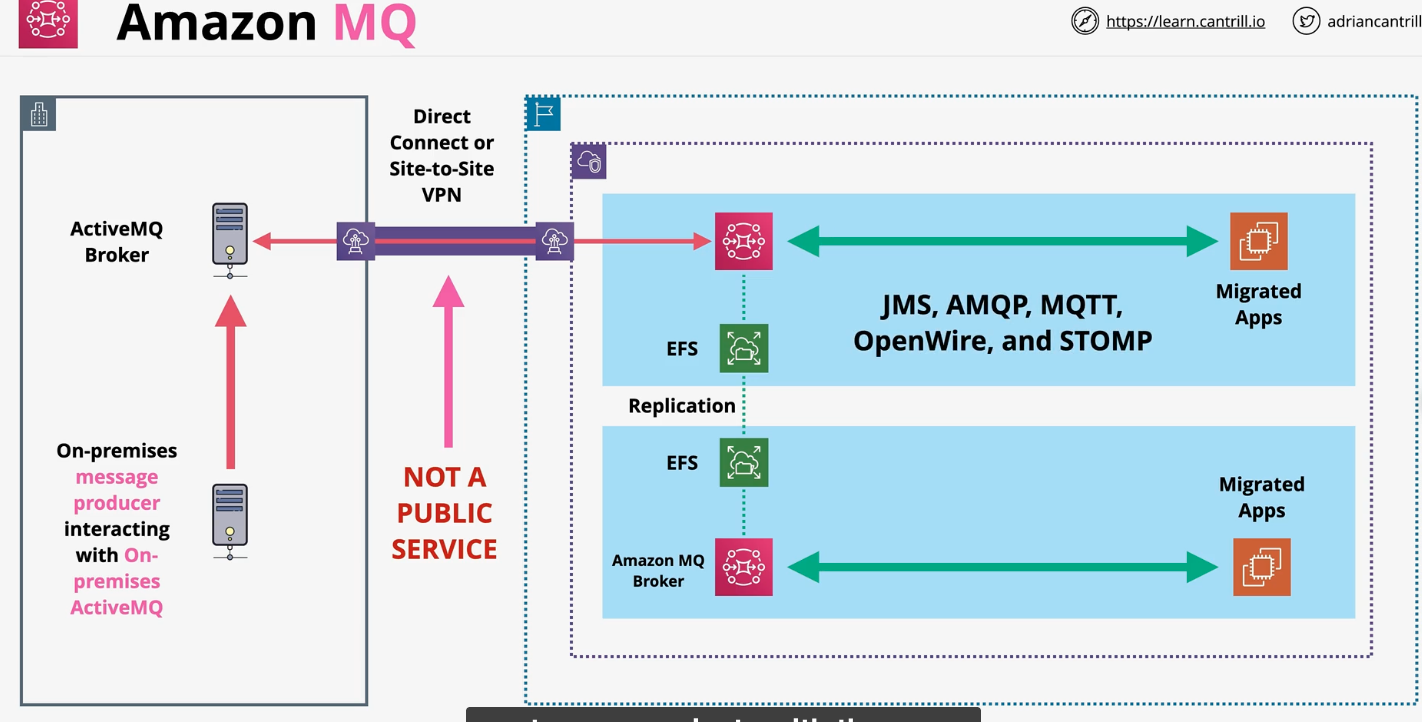 Amazon MQ
https://learn.cantrill.io
adriancantrill
Direct
Connect or
Site-to-Site
VPN
ActiveMQ
Broker
On-premises
message
producer
interacting
with On-
premises
ActiveMQ
NOT A
PUBLIC
SERVICE
JMS, AMQP, MQTT,
OpenWire, and STOMP
Migrated
Apps
EFS
Replication
EFS
Amazon MQ
Broker
Migrated
Apps